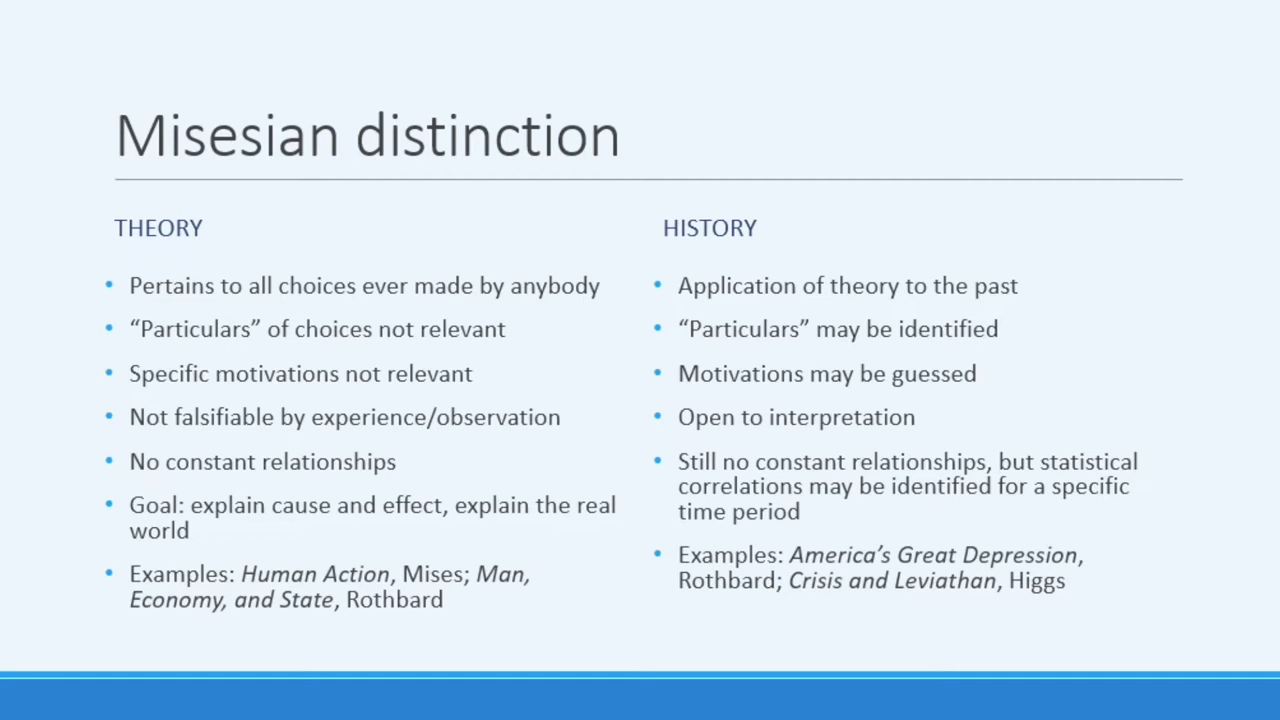 Misesian distinction
THEORY
• Pertains to all choices ever made by anybody
• “Particulars” of choices not relevant
• Specific motivations not relevant
• Not falsifiable by experience/observation
• No constant relationships
• Goal: explain cause and effect, explain the real
world
• Examples: Human Action, Mises; Man,
Economy, and State, Rothbard
HISTORY
• Application of theory to the past
• “Particulars” may be identified
• Motivations may be guessed
• Open to interpretation
• Still no constant relationships, but statistical
correlations may be identified for a specific
time period
• Examples: America’s Great Depression,
Rothbard; Crisis and Leviathan, Higgs